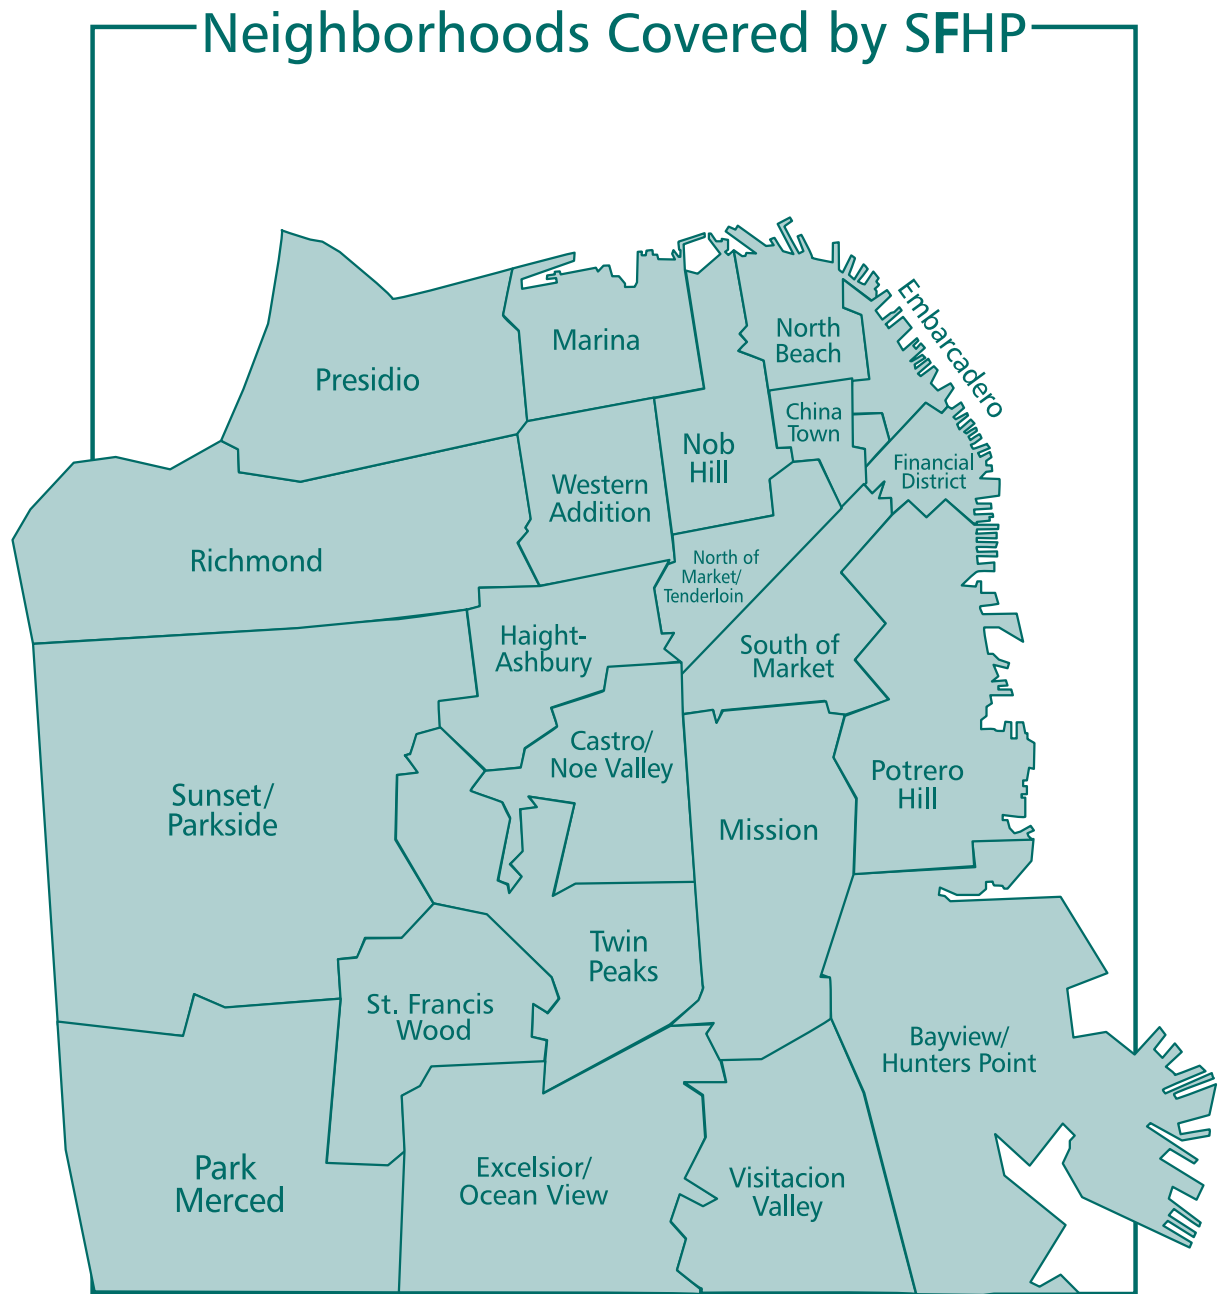 Neighborhoods Covered by SFHP
Embarcadero
North
Beach
Marina
Presidio
China
Town
Nob
Hill
Financial
District
Western
Addition
Richmond
North of
Market/
Tenderloin
Haight-
Ashbury
South of
Market
Castro/
Noe Valley
Potrero
Hill
Sunset/
Parkside
Mission
Twin
Peaks
St. Francis
Wood
Bayview/
Hunters Point
Park
Merced
Excelsior/
Ocean View
Visitacion
Valley